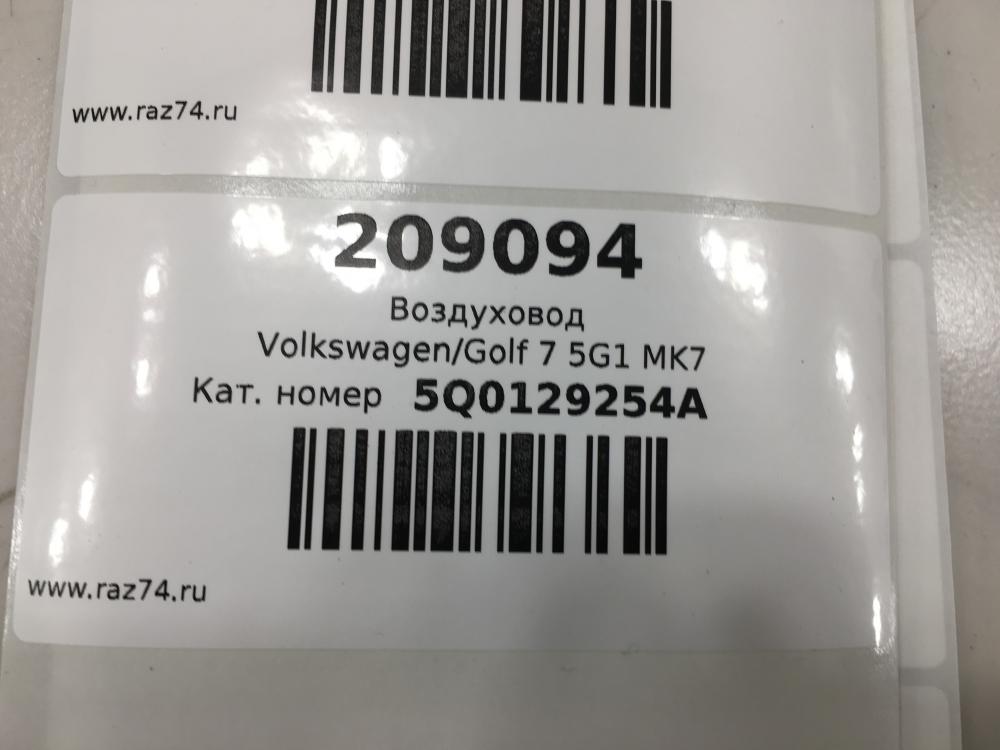 www.raz74.ru
209094
Воздуховод
Volkswagen/Golf 7 5G1 MK7
Кат. номер 5Q0129254A
www.raz74.ru